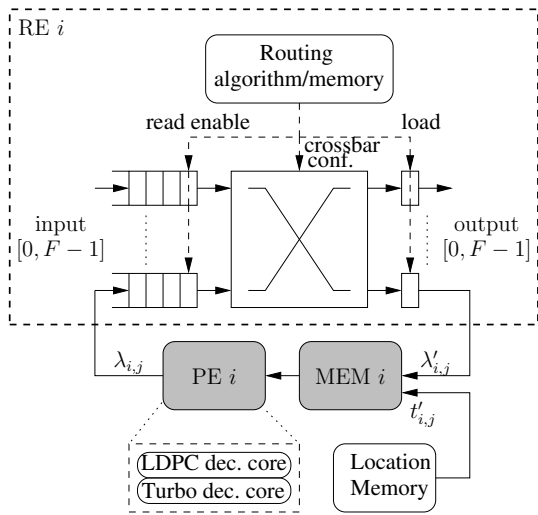 RE i
Routing
algorithm/memory
read enable
load
crossbar
conf.
input
[0, F − 1]
output
[0, F − 1]
λ_{i,j}
PE i
MEM i
λ′_{i,j}
t′_{i,j}
LDPC dec. core
Turbo dec. core
Location
Memory